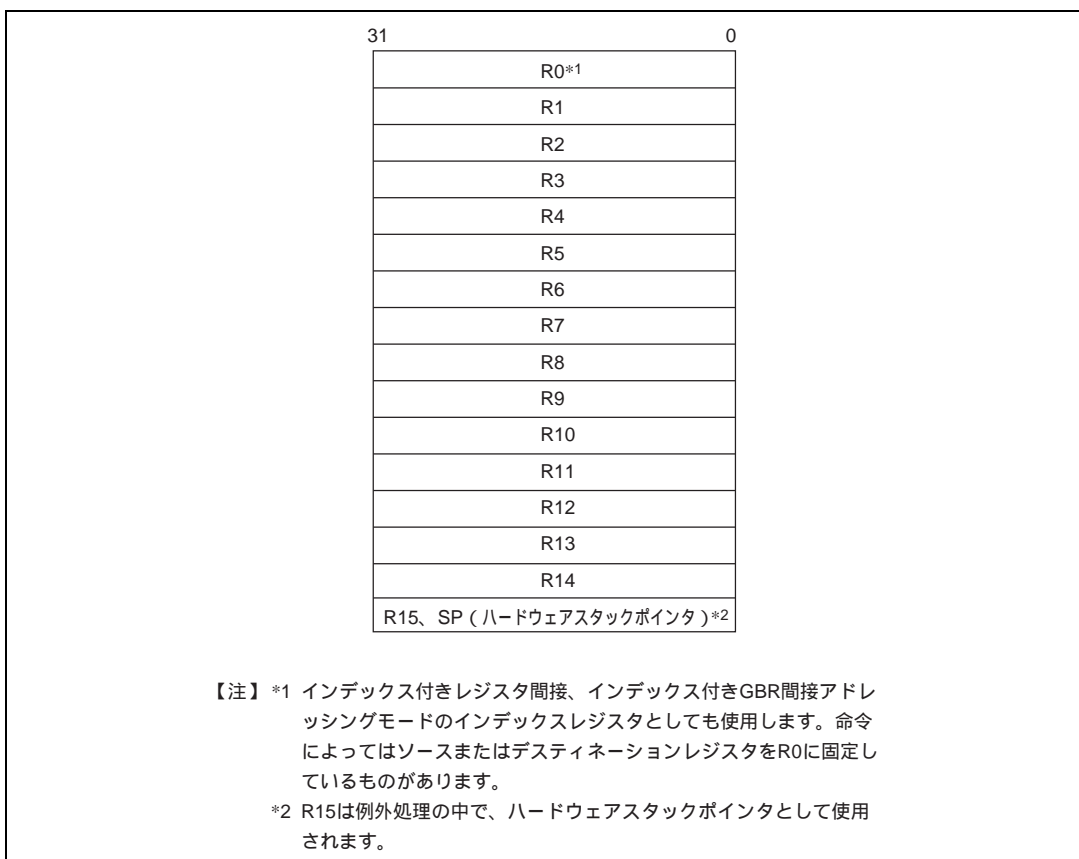 31 0
R0*1
R1
R2
R3
R4
R5
R6
R7
R8
R9
R10
R11
R12
R13
R14
R15、SP（ハードウェアスタックポインタ）*2
【注】*1 インデックス付きレジスタ間接、インデックス付きGBR間接アドレ
ッシングモードのインデックスレジスタとしても使用します。命令
によってはソースまたはデスティネーションレジスタをR0に固定し
ているものがあります。
*2 R15は例外処理の中で、ハードウェアスタックポインタとして使用
されます。